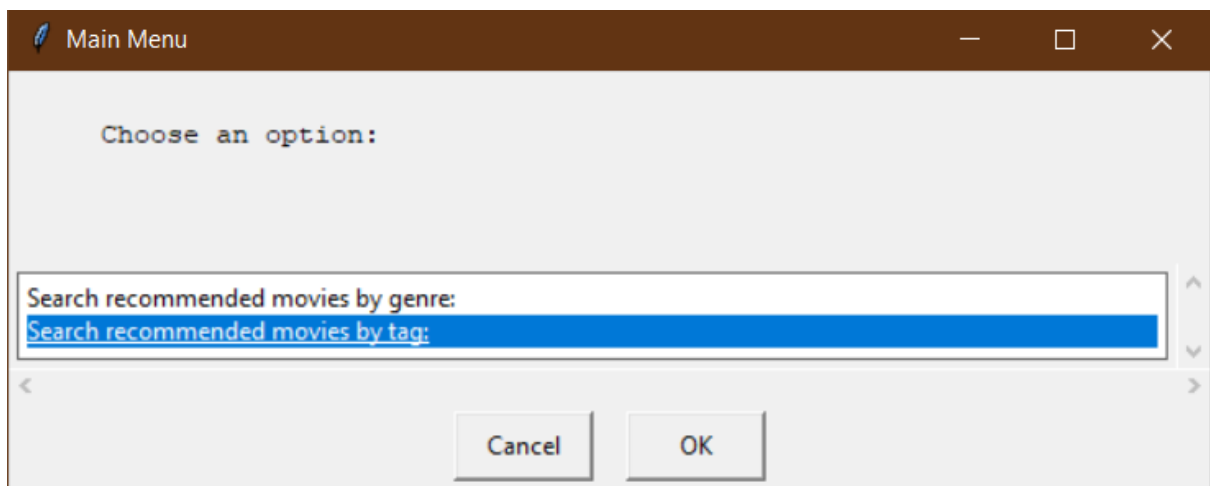 Main Menu
Choose an option:
Search recommended movies by genre:
Search recommended movies by tag:
Cancel OK